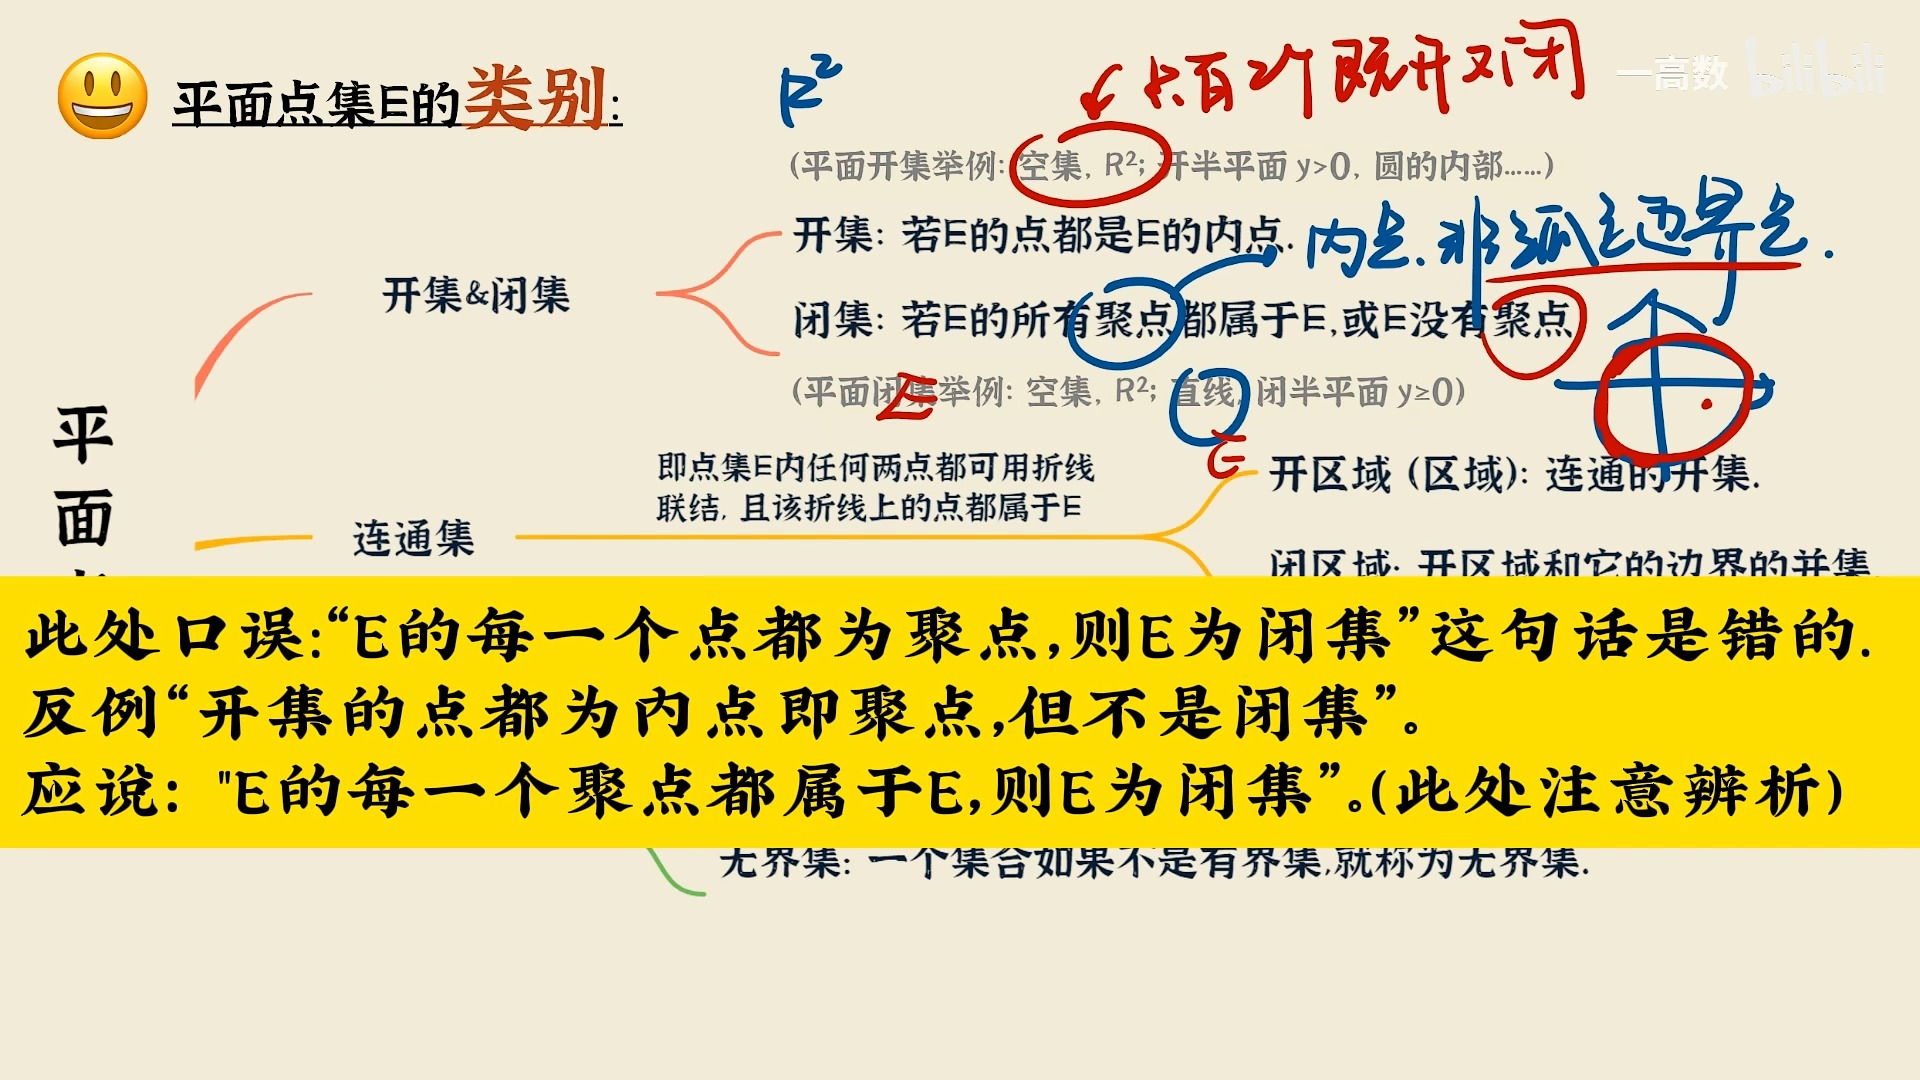 平面点集E的类别:
R²
只有2个既开又闭
一高数 bilibili
(平面开集举例: 空集, R²; 开半平面 y>0, 圆的内部……)
开集: 若E的点都是E的内点.
内点.非孤立边界点.
开集&闭集
闭集: 若E的所有聚点都属于E,或E没有聚点
(平面闭集举例: 空集, R²; 直线, 闭半平面 y≥0)
E
E
即点集E内任何两点都可用折线
联结, 且该折线上的点都属于E
开区域 (区域): 连通的开集.
连通集
闭区域: 开区域和它的边界的并集.
平
面
此处口误:“E的每一个点都为聚点,则E为闭集”这句话是错的.
反例“开集的点都为内点即聚点,但不是闭集”。
应说: "E的每一个聚点都属于E,则E为闭集”。(此处注意辨析)
无界集: 一个集合如果不是有界集,就称为无界集.